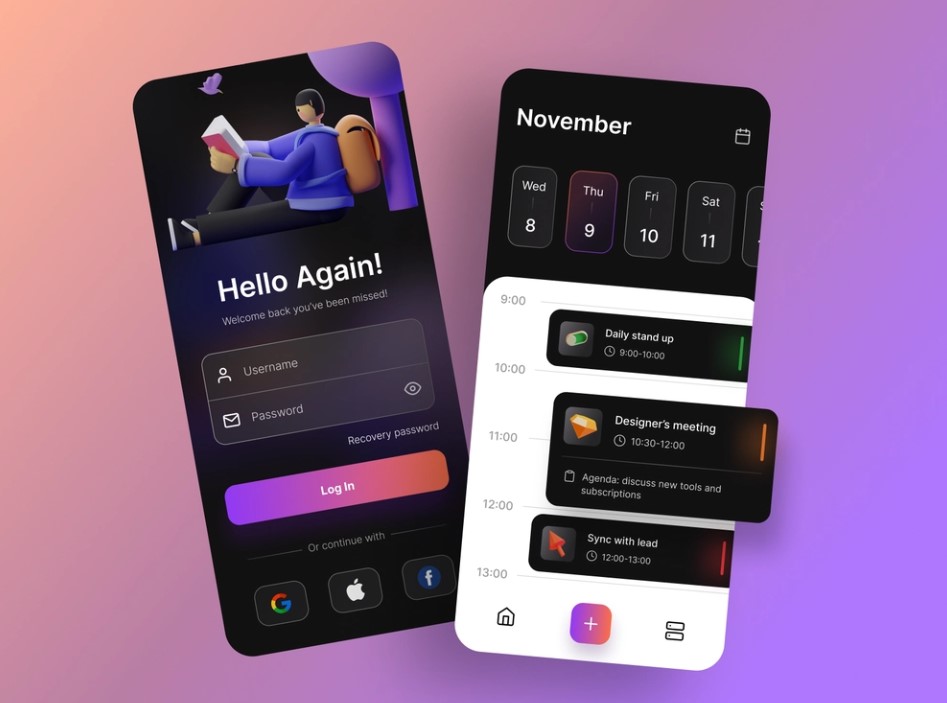 Hello Again!
Welcome back you've been missed!
Username
Password
Recovery password
Log In
Or continue with
November
Wed
8
Thu
9
Fri
10
Sat
11
9:00
Daily stand up
9:00-10:00
10:00
Designer's meeting
10:30-12:00
11:00
Agenda: discuss new tools and
subscriptions
12:00
Sync with lead
12:00-13:00
13:00